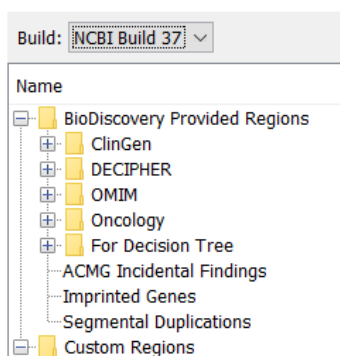 Build: NCBI Build 37
Name
BioDiscovery Provided Regions
ClinGen
DECIPHER
OMIM
Oncology
For Decision Tree
ACMG Incidental Findings
Imprinted Genes
Segmental Duplications
Custom Regions